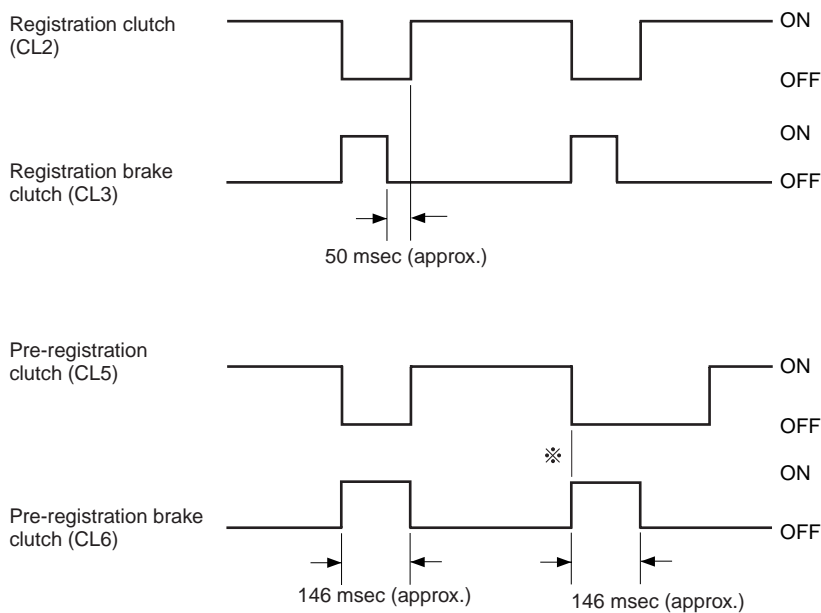 Registration clutch
(CL2)
ON
OFF
Registration brake
clutch (CL3)
ON
OFF
50 msec (approx.)
Pre-registration
clutch (CL5)
ON
OFF
※
Pre-registration brake
clutch (CL6)
ON
OFF
146 msec (approx.)
146 msec (approx.)